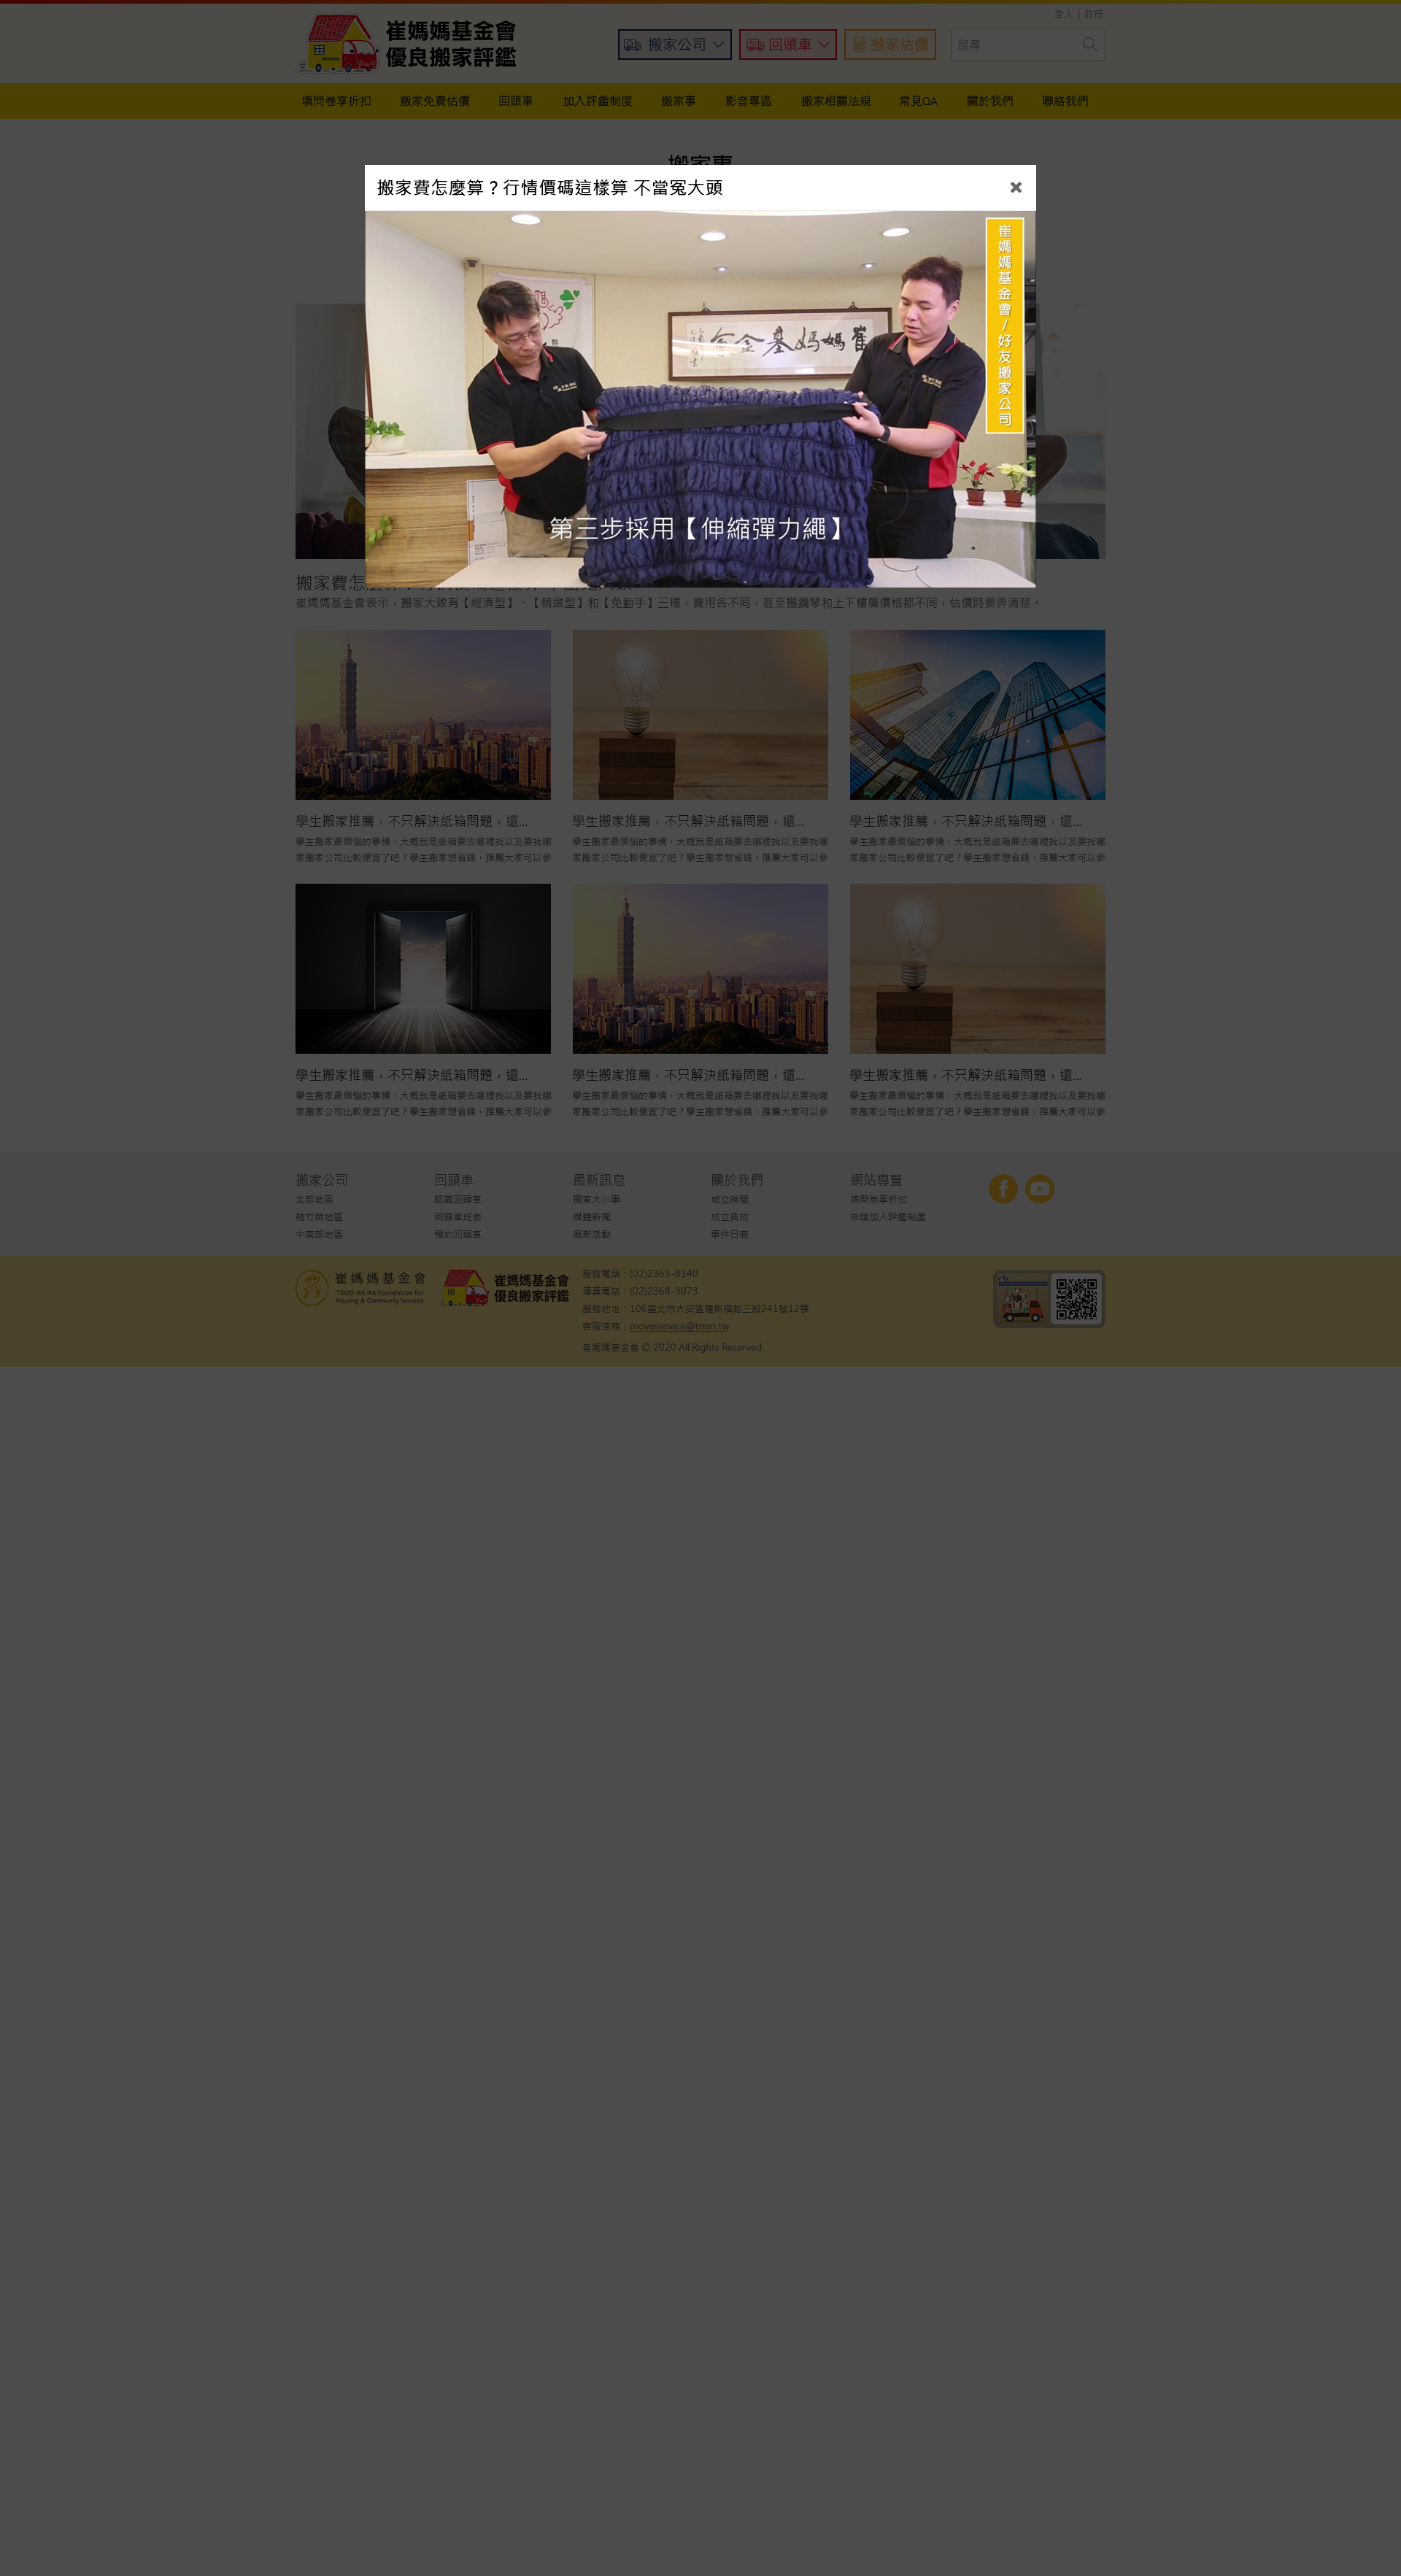 登入 | 註冊
崔媽媽基金會
優良搬家評鑑
搬家公司
回頭車
搬家估價
搜尋
填問卷享折扣
搬家免費估價
回頭車
加入評鑑制度
搬家事
影音專區
搬家相關法規
常見QA
關於我們
聯絡我們
搬家事
搬家費怎麼算？行情價碼這樣算 不當冤大頭
崔媽媽基金會/好友搬家公司
崔媽媽基金會
第三步採用【伸縮彈力繩】
崔媽媽基金會表示，搬家大致有【經濟型】、【精緻型】和【免動手】三種，費用各不同，甚至搬鋼琴和上下樓層價格都不同，估價時要弄清楚。
學生搬家推薦，不只解決紙箱問題，還...
學生搬家最煩惱的事情，大概就是紙箱要去哪裡找以及要找哪
家搬家公司比較便宜了吧？學生搬家想省錢，推薦大家可以參
學生搬家推薦，不只解決紙箱問題，還...
學生搬家最煩惱的事情，大概就是紙箱要去哪裡找以及要找哪
家搬家公司比較便宜了吧？學生搬家想省錢，推薦大家可以參
學生搬家推薦，不只解決紙箱問題，還...
學生搬家最煩惱的事情，大概就是紙箱要去哪裡找以及要找哪
家搬家公司比較便宜了吧？學生搬家想省錢，推薦大家可以參
學生搬家推薦，不只解決紙箱問題，還...
學生搬家最煩惱的事情，大概就是紙箱要去哪裡找以及要找哪
家搬家公司比較便宜了吧？學生搬家想省錢，推薦大家可以參
學生搬家推薦，不只解決紙箱問題，還...
學生搬家最煩惱的事情，大概就是紙箱要去哪裡找以及要找哪
家搬家公司比較便宜了吧？學生搬家想省錢，推薦大家可以參
學生搬家推薦，不只解決紙箱問題，還...
學生搬家最煩惱的事情，大概就是紙箱要去哪裡找以及要找哪
家搬家公司比較便宜了吧？學生搬家想省錢，推薦大家可以參
搬家公司
北部地區
桃竹苗地區
中南部地區
回頭車
認識回頭車
回頭車班表
預約回頭車
最新訊息
搬家大小事
媒體新聞
最新活動
關於我們
成立時間
成立典故
事件日表
網站導覽
填問卷享折扣
申請加入評鑑制度
崔媽媽基金會
TSUEI MA MA Foundation for
Housing & Community Services
崔媽媽基金會
優良搬家評鑑
服務電話：(02)2365-8140
傳真電話：(02)2368-3073
服務地址：106臺北市大安區羅斯福路三段241號12樓
客服信箱：moveservice@tmm.tw
崔媽媽基金會 © 2020 All Rights Reserved.